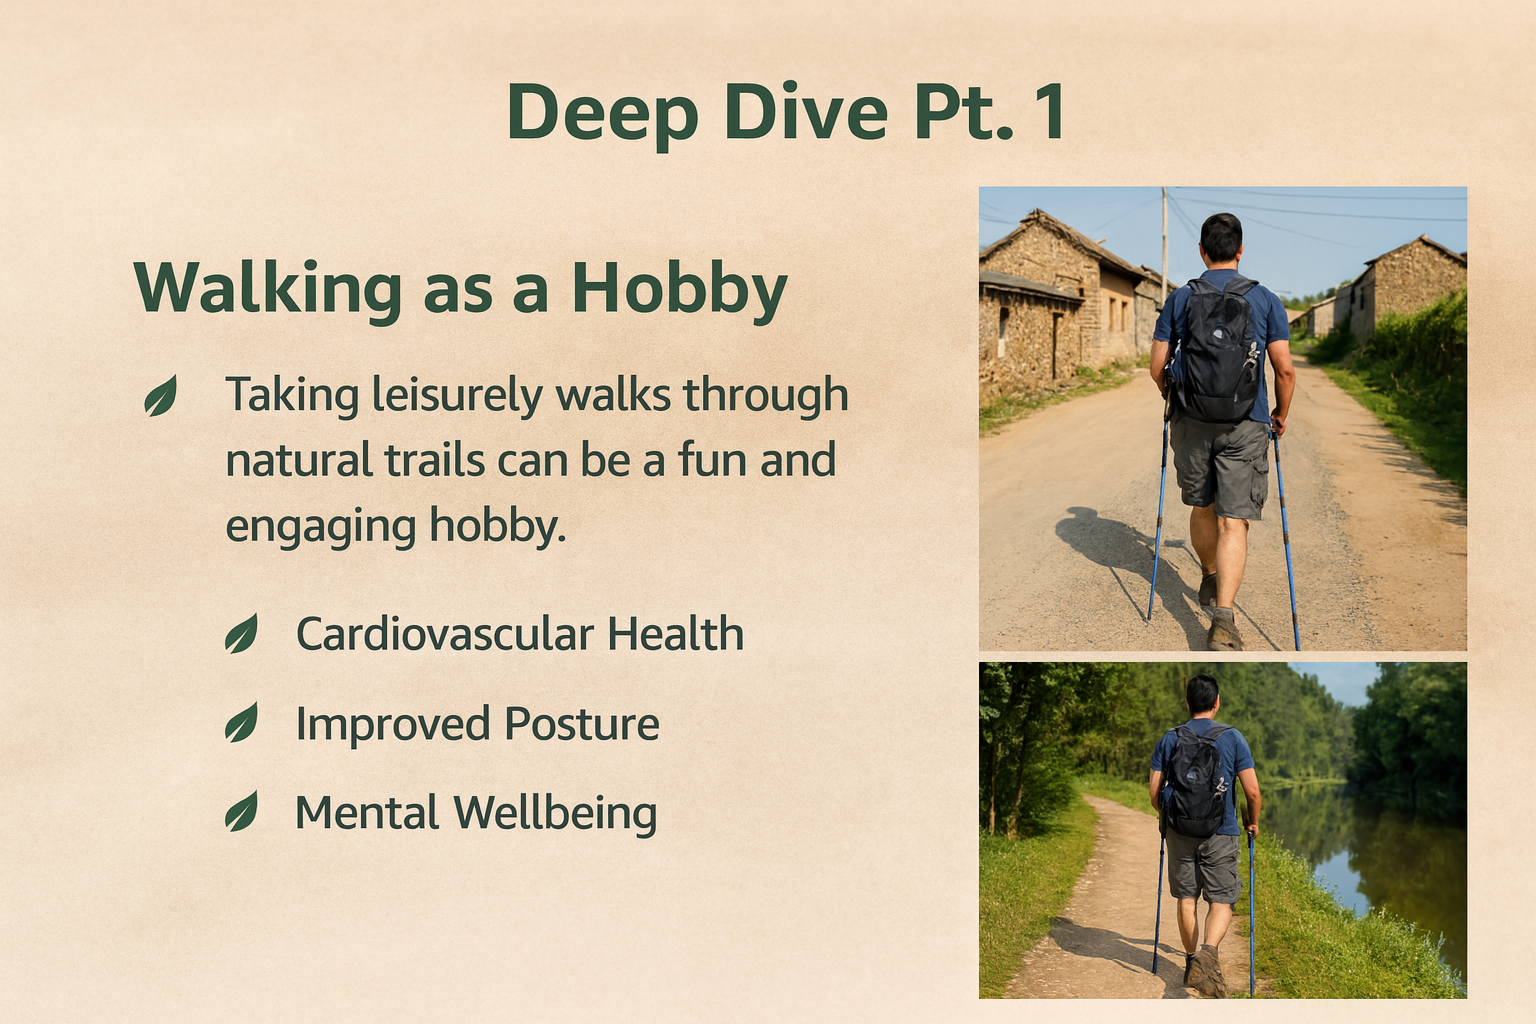 Deep Dive Pt. 1
Walking as a Hobby
Taking leisurely walks through
natural trails can be a fun and
engaging hobby.
Cardiovascular Health
Improved Posture
Mental Wellbeing